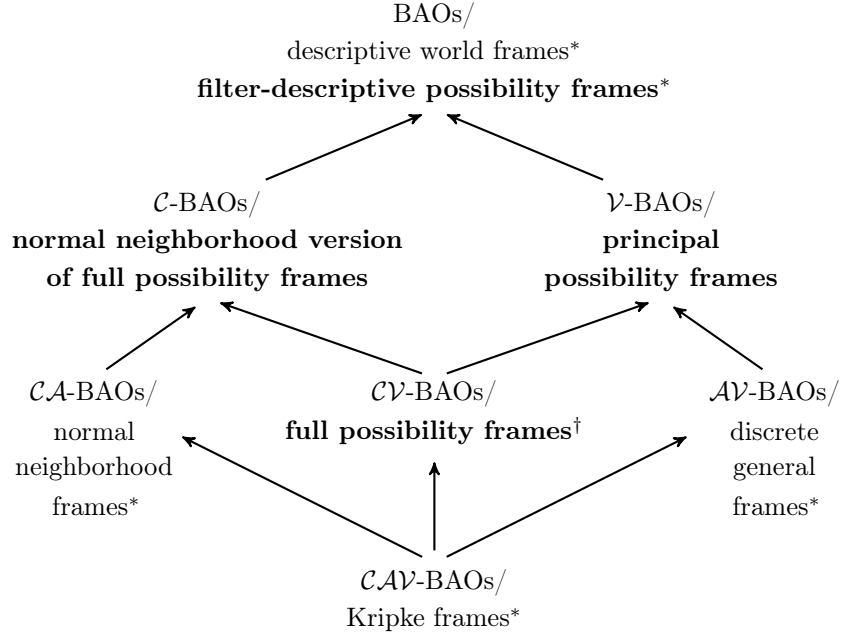 BAOs/
descriptive world frames*
filter-descriptive possibility frames*
𝒞-BAOs/
normal neighborhood version
of full possibility frames
𝒱-BAOs/
principal
possibility frames
𝒞𝒜-BAOs/
normal
neighborhood
frames*
𝒞𝒱-BAOs/
full possibility frames†
𝒜𝒱-BAOs/
discrete
general
frames*
𝒞𝒜𝒱-BAOs/
Kripke frames*